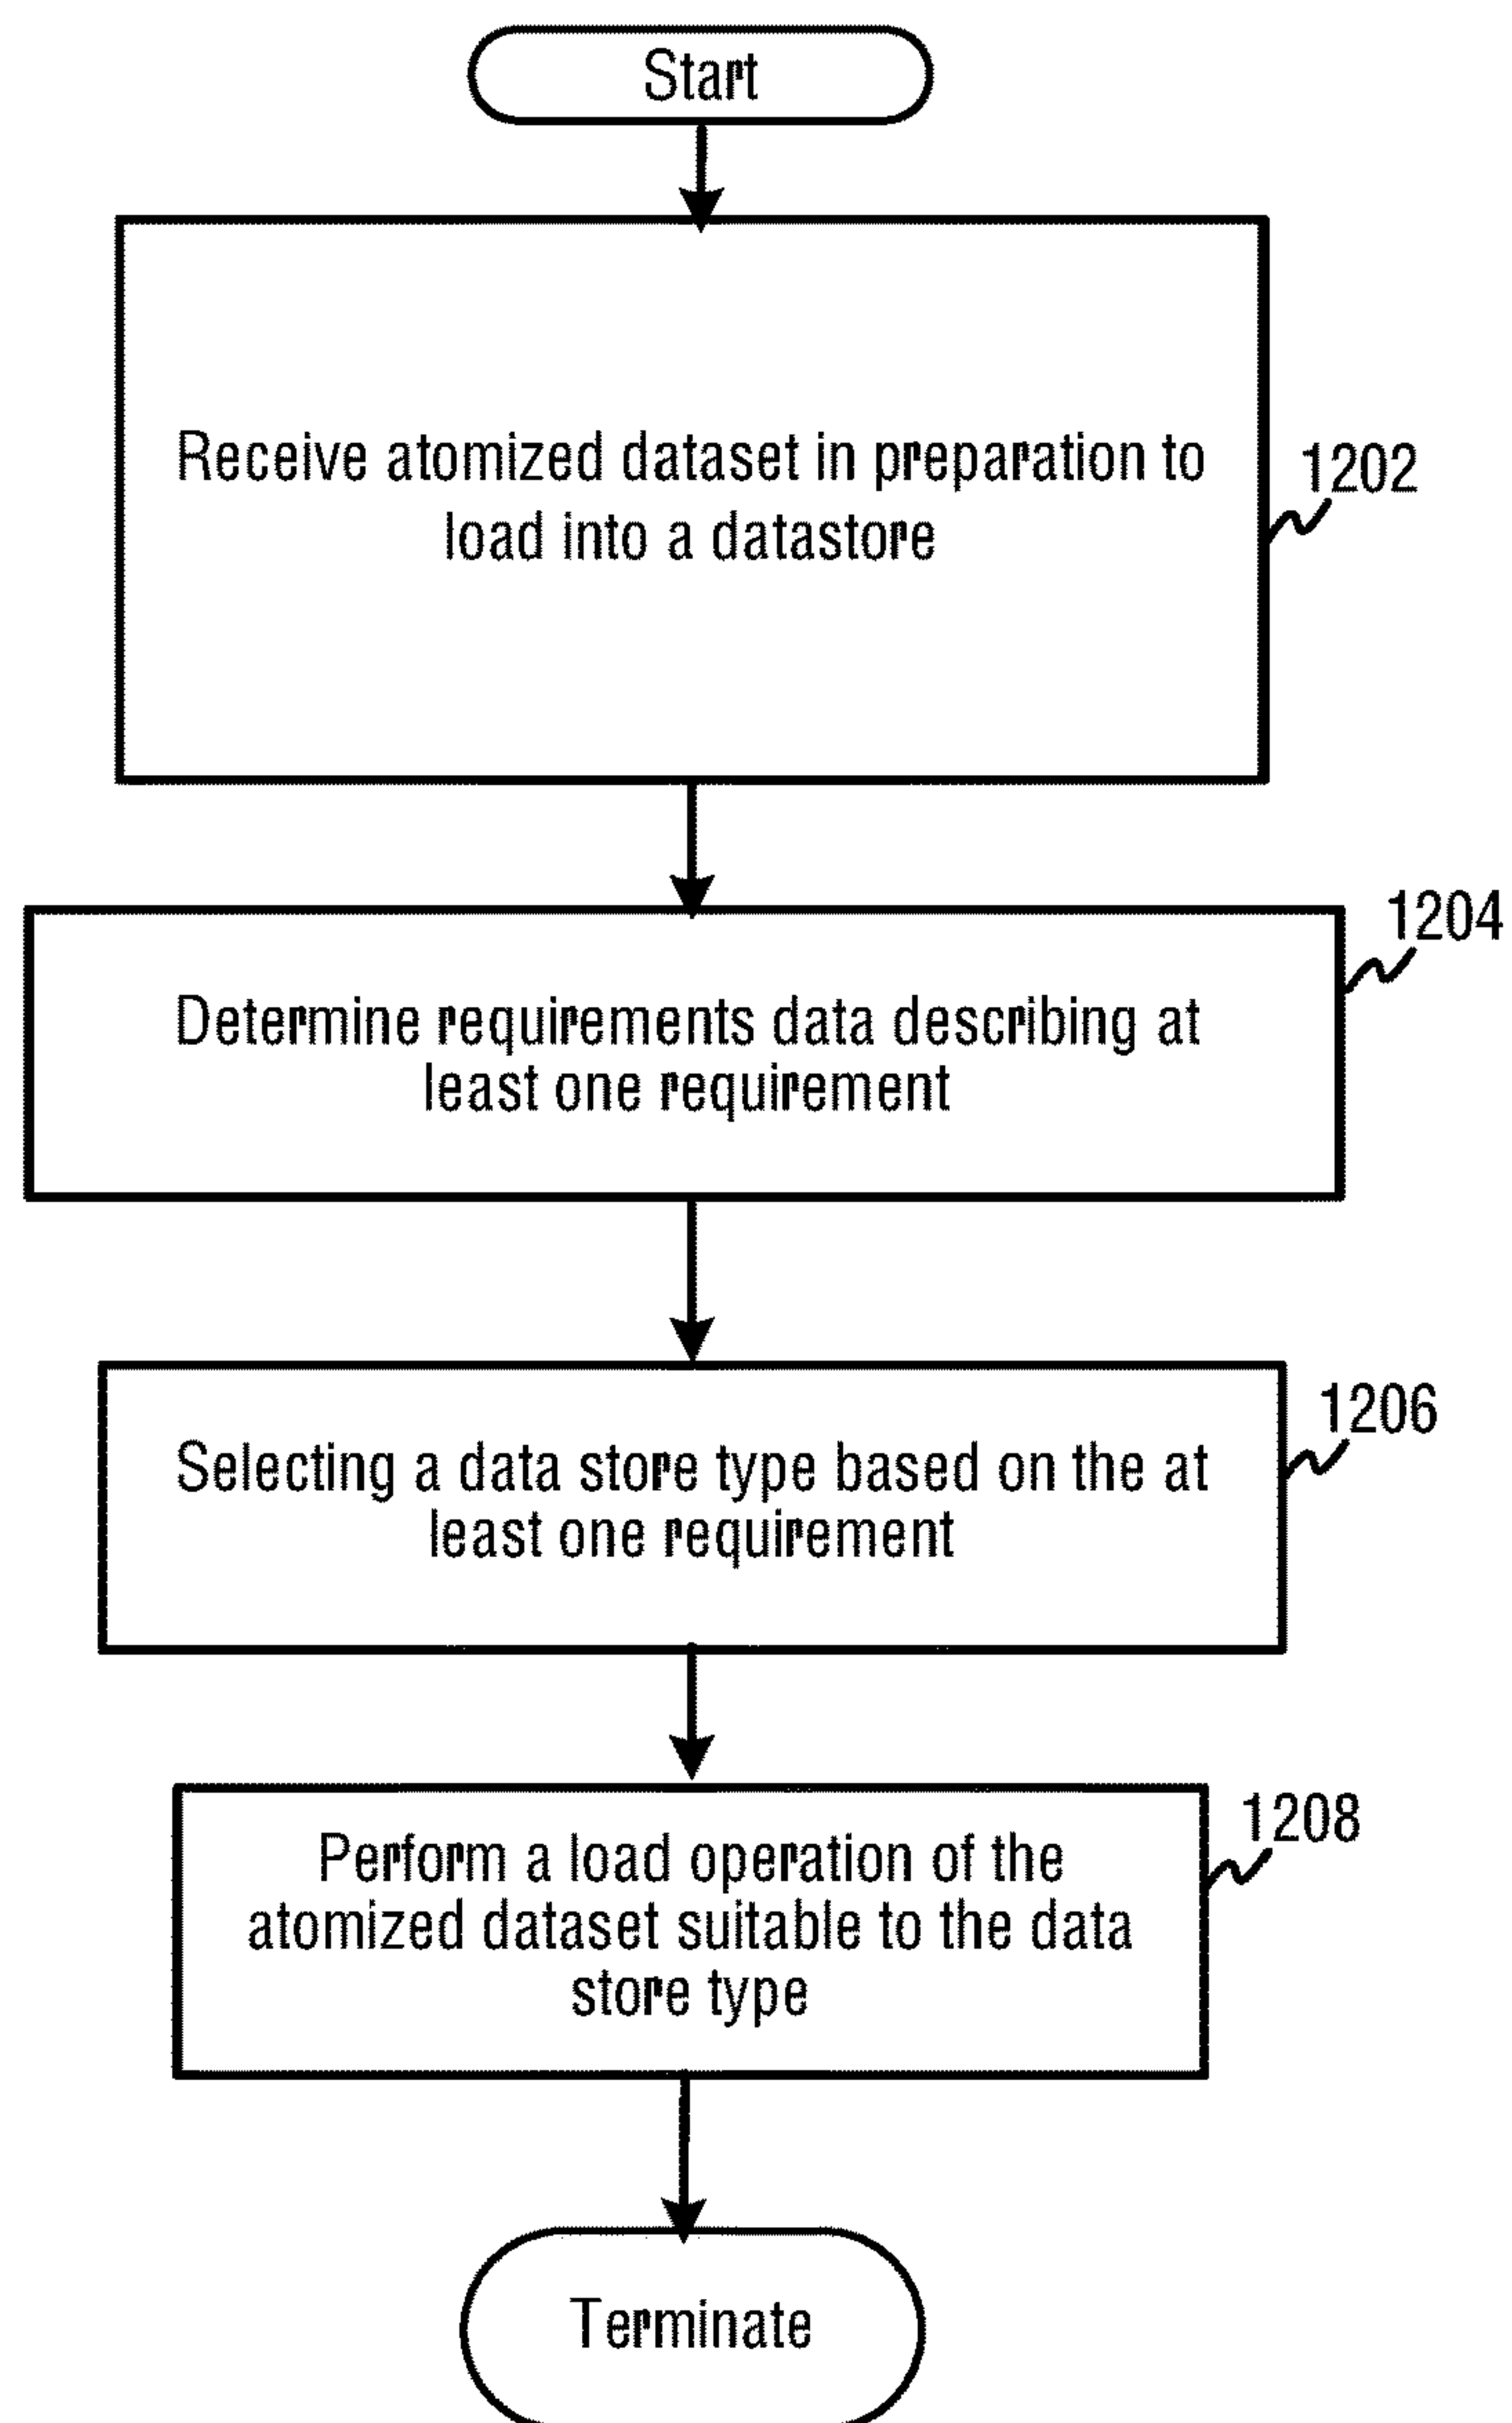 Start
Receive atomized dataset in preparation to
load into a datastore
1202
1204
Determine requirements data describing at
least one requirement
1206
Selecting a data store type based on the at
least one requirement
1208
Perform a load operation of the
atomized dataset suitable to the data
store type
Terminate